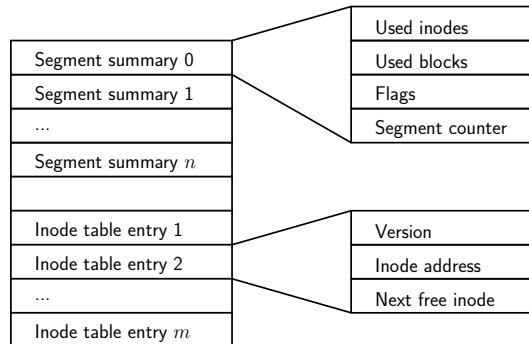 Segment summary 0
Segment summary 1
...
Segment summary n
Inode table entry 1
Inode table entry 2
...
Inode table entry m
Used inodes
Used blocks
Flags
Segment counter
Version
Inode address
Next free inode